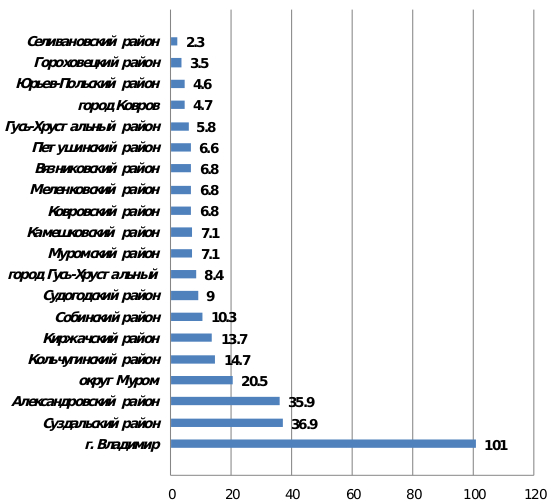 Селивановский район 2.3
Гороховецкий район 3.5
Юрьев-Польский район 4.6
город Ковров 4.7
Гусь-Хрустальный район 5.8
Петушинский район 6.6
Вязниковский район 6.8
Меленковский район 6.8
Ковровский район 6.8
Камешковский район 7.1
Муромский район 7.1
город Гусь-Хрустальный 8.4
Судогодский район 9
Собинский район 10.3
Киржачский район 13.7
Кольчугинский район 14.7
округ Муром 20.5
Александровский район 35.9
Суздальский район 36.9
г. Владимир 101
0 20 40 60 80 100 120